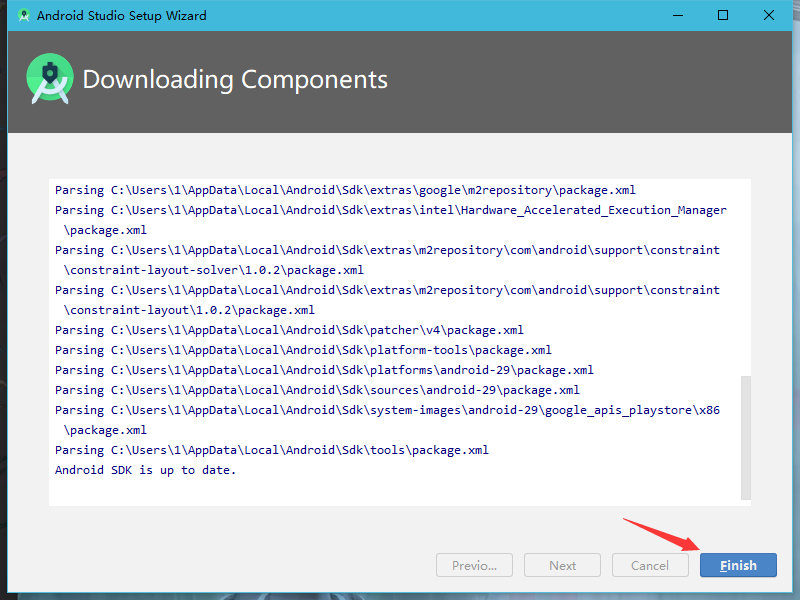 Android Studio Setup Wizard
Downloading Components
Parsing C:\Users\1\AppData\Local\Android\Sdk\extras\google\m2repository\package.xml
Parsing C:\Users\1\AppData\Local\Android\Sdk\extras\intel\Hardware_Accelerated_Execution_Manager
\package.xml
Parsing C:\Users\1\AppData\Local\Android\Sdk\extras\m2repository\com\android\support\constraint
\constraint-layout-solver\1.0.2\package.xml
Parsing C:\Users\1\AppData\Local\Android\Sdk\extras\m2repository\com\android\support\constraint
\constraint-layout\1.0.2\package.xml
Parsing C:\Users\1\AppData\Local\Android\Sdk\patcher\v4\package.xml
Parsing C:\Users\1\AppData\Local\Android\Sdk\platform-tools\package.xml
Parsing C:\Users\1\AppData\Local\Android\Sdk\platforms\android-29\package.xml
Parsing C:\Users\1\AppData\Local\Android\Sdk\sources\android-29\package.xml
Parsing C:\Users\1\AppData\Local\Android\Sdk\system-images\android-29\google_apis_playstore\x86
\package.xml
Parsing C:\Users\1\AppData\Local\Android\Sdk\tools\package.xml
Android SDK is up to date.
Previo... Next Cancel Finish